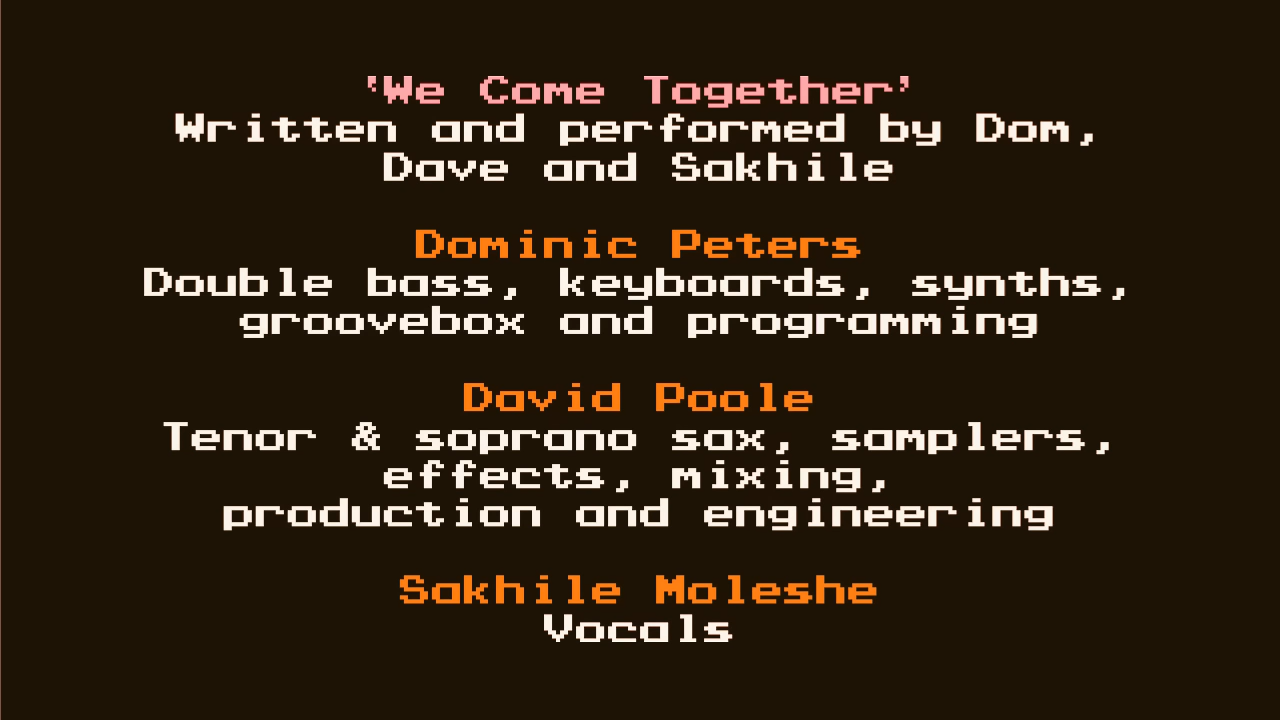 'We Come Together'
Written and performed by Dom,
Dave and Sakhile
Dominic Peters
Double bass, keyboards, synths,
groovebox and programming
David Poole
Tenor & soprano sax, samplers,
effects, mixing,
production and engineering
Sakhile Moleshe
Vocals